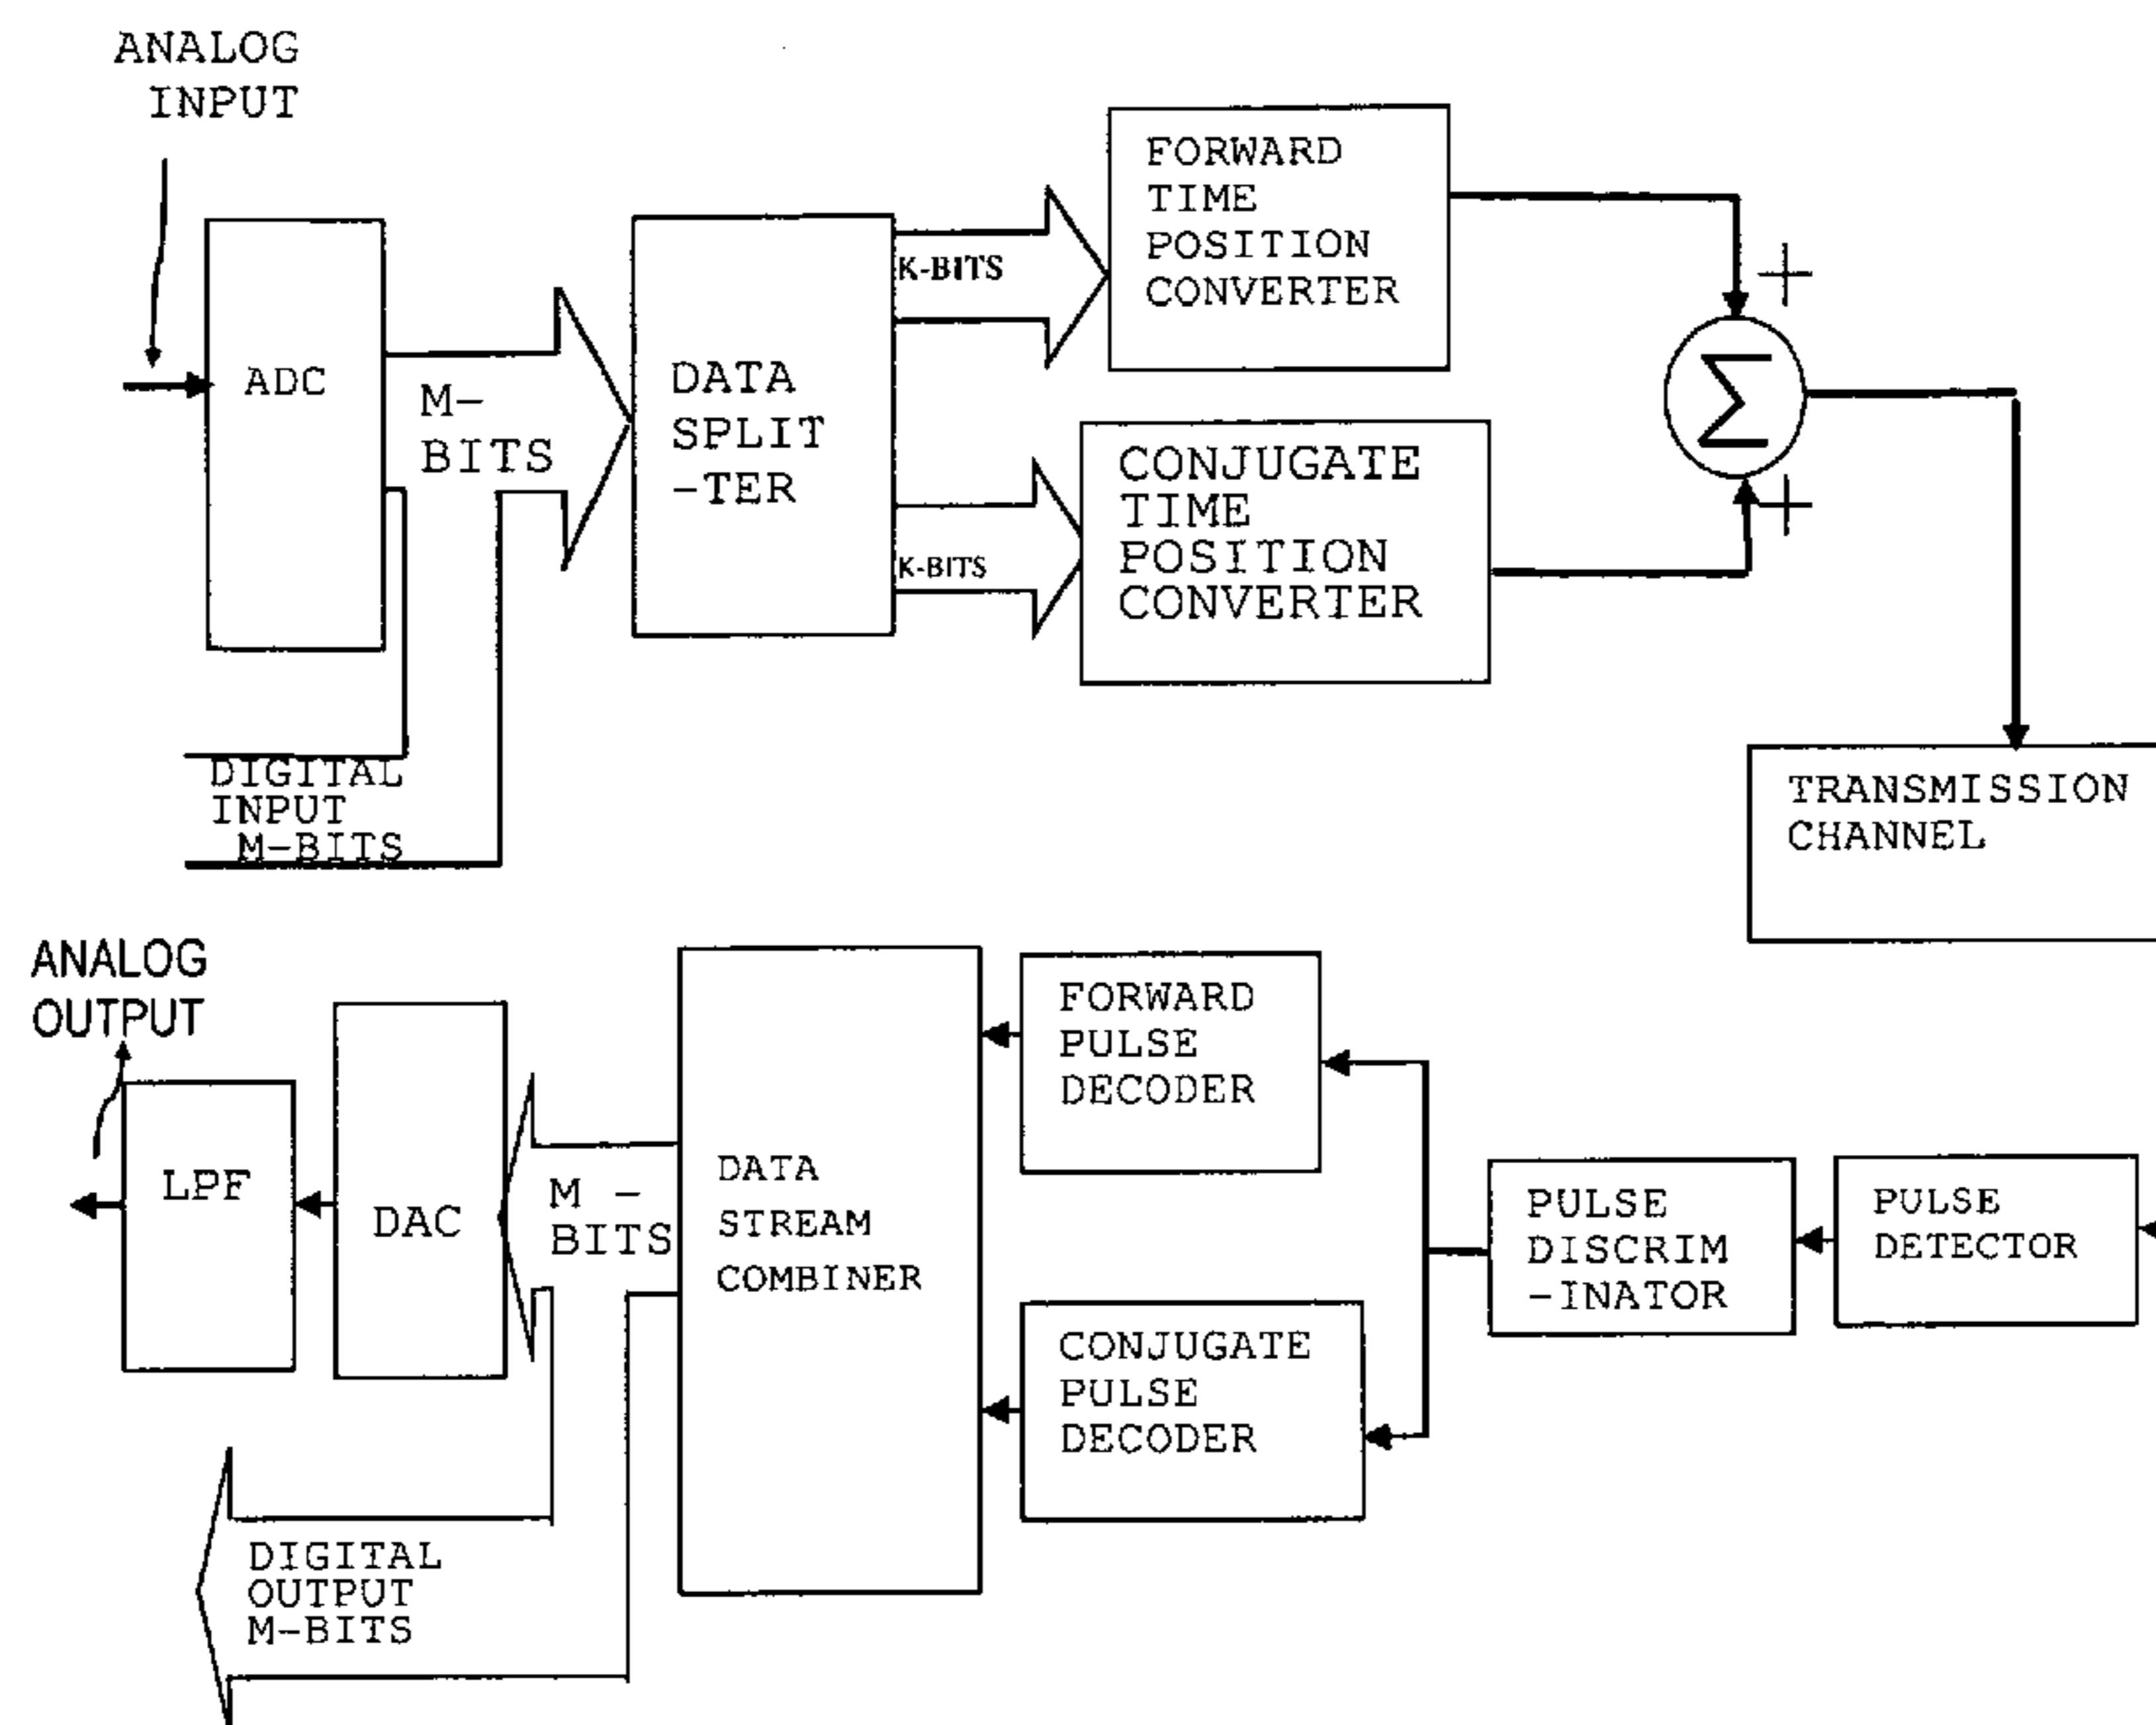 ANALOG
INPUT
ADC
M-
BITS
DIGITAL
INPUT
M-BITS
DATA
SPLIT
-TER
K-BITS
K-BITS
FORWARD
TIME
POSITION
CONVERTER
CONJUGATE
TIME
POSITION
CONVERTER
+
Σ
+
TRANSMISSION
CHANNEL
ANALOG
OUTPUT
LPF
DAC
M -
BITS
DATA
STREAM
COMBINER
FORWARD
PULSE
DECODER
CONJUGATE
PULSE
DECODER
PULSE
DISCRIM
-INATOR
PULSE
DETECTOR
DIGITAL
OUTPUT
M-BITS